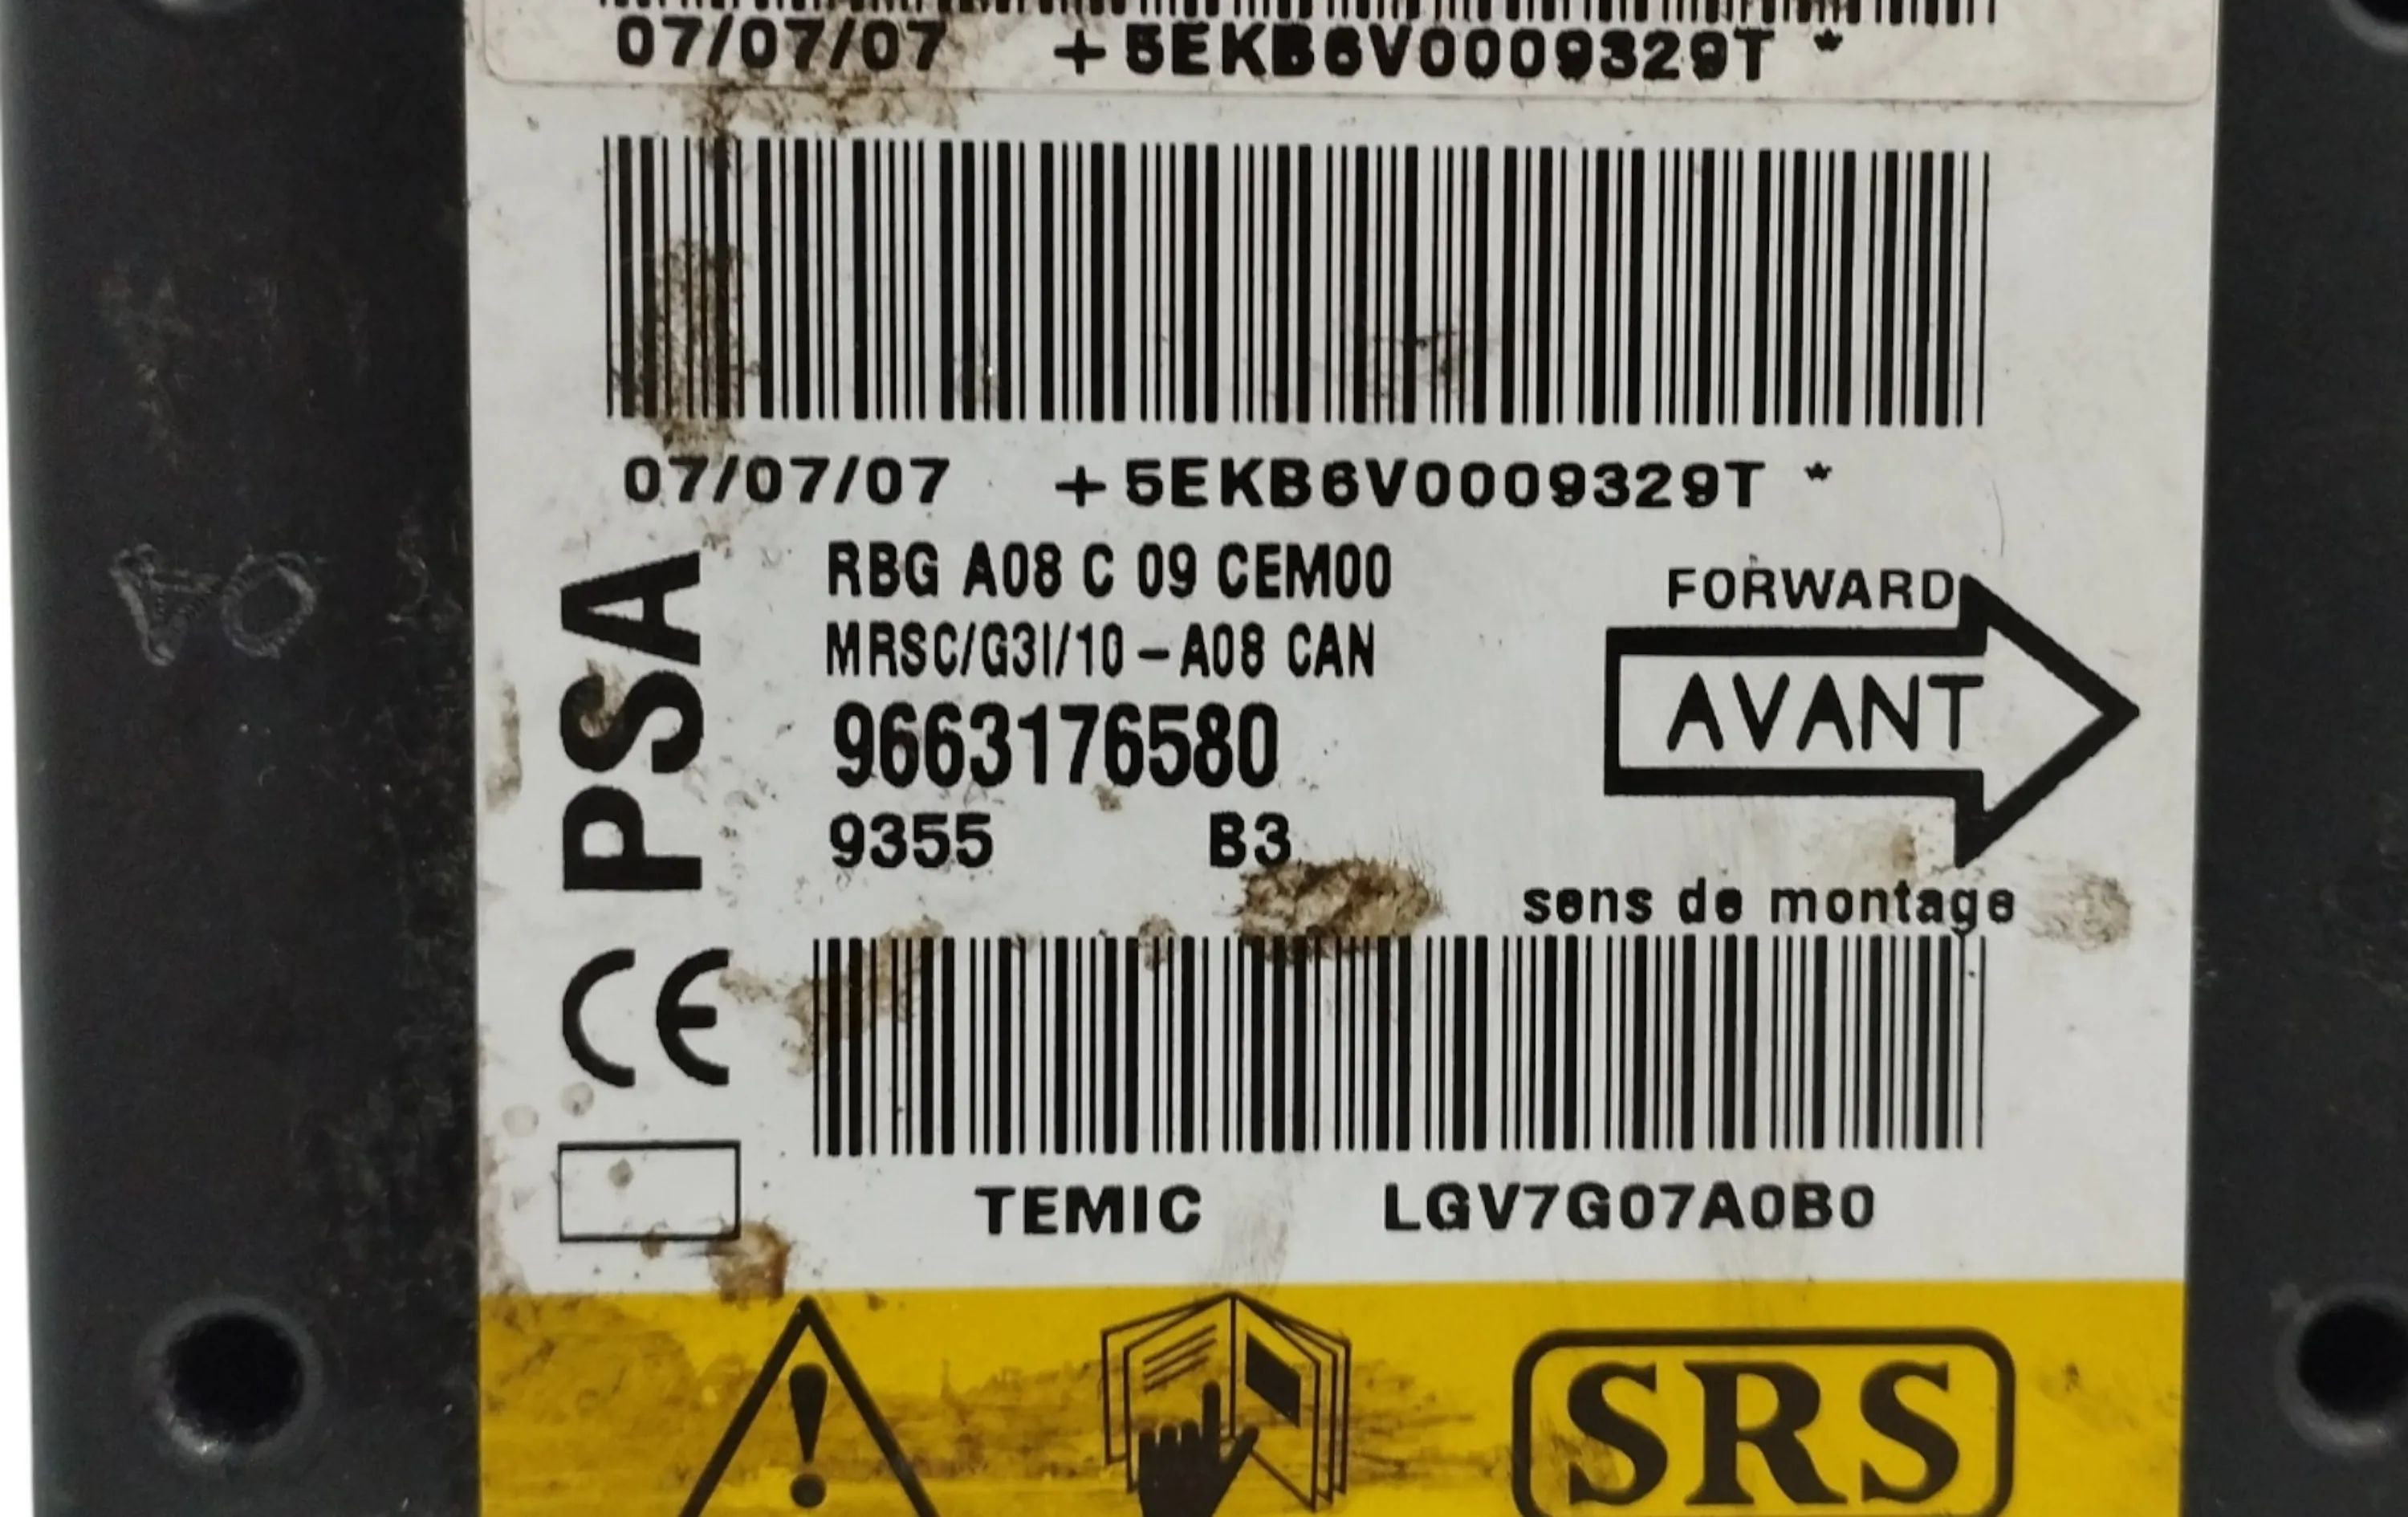 07/07/07 +5EKB6V0009329T *
07/07/07 +5EKB6V0009329T *
PSA
RBG A08 C 09 CEM00
MRSC/G3I/10-A08 CAN
9663176580
9355 B3
FORWARD
AVANT
sens de montage
CE
TEMIC LGV7G07A0B0
SRS